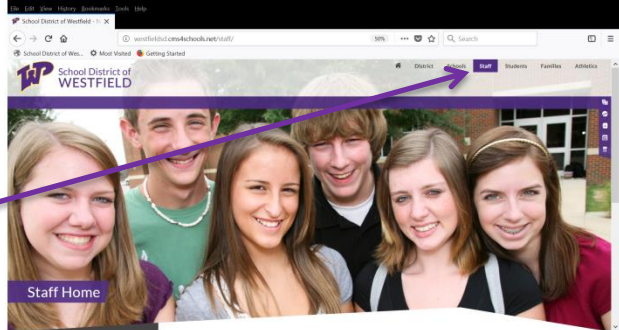 File Edit View History Bookmarks Tools Help
School District of Westfield - H
westfieldsd.cms4schools.net/staff/
50%
Search
School District of Wes... Most Visited Getting Started
WP School District of
WESTFIELD
District Schools Staff Students Families Athletics
Staff Home